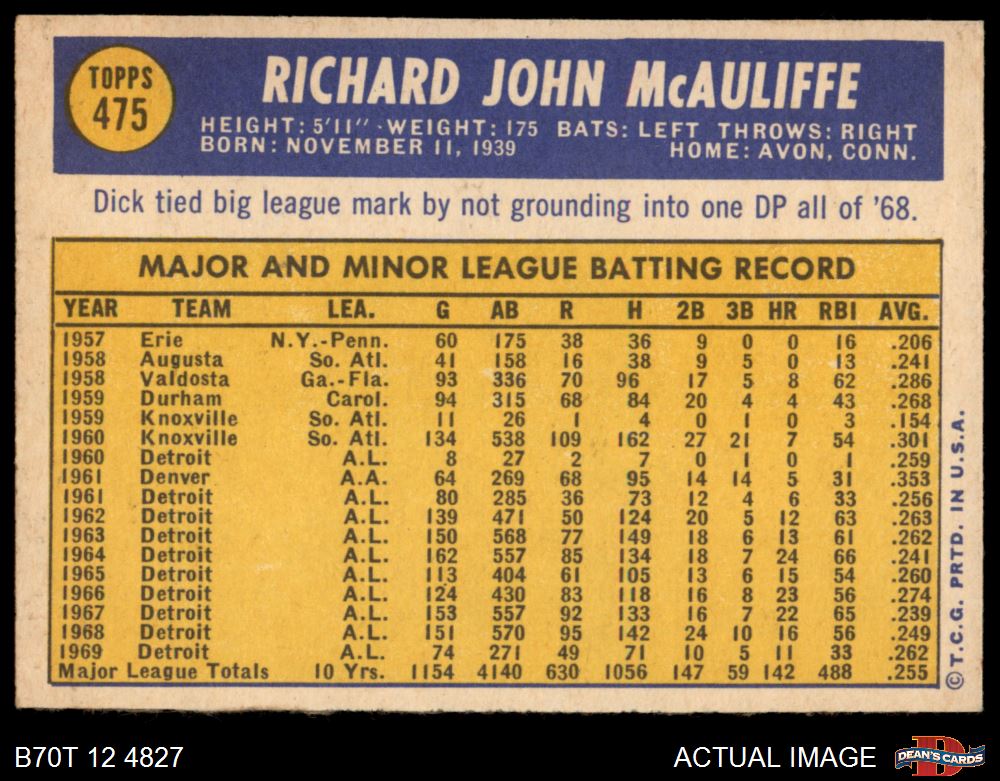 TOPPS
475
RICHARD JOHN McAULIFFE
HEIGHT: 5'11" · WEIGHT: 175 BATS: LEFT THROWS: RIGHT
BORN: NOVEMBER 11, 1939 HOME: AVON, CONN.
Dick tied big league mark by not grounding into one DP all of '68.
MAJOR AND MINOR LEAGUE BATTING RECORD
YEAR TEAM LEA. G AB R H 2B 3B HR RBI AVG.
1957 Erie N.Y.-Penn. 60 175 38 36 9 0 0 16 .206
1958 Augusta So. Atl. 41 158 16 38 9 5 0 13 .241
1958 Valdosta Ga.-Fla. 93 336 70 96 17 5 8 62 .286
1959 Durham Carol. 94 315 68 84 20 4 4 43 .268
1959 Knoxville So. Atl. 11 26 1 4 0 1 0 3 .154
1960 Knoxville So. Atl. 134 538 109 162 27 21 7 54 .301
1960 Detroit A.L. 8 27 2 7 0 1 0 1 .259
1961 Denver A.A. 64 269 68 95 14 14 5 31 .353
1961 Detroit A.L. 80 285 36 73 12 4 6 33 .256
1962 Detroit A.L. 139 471 50 124 20 5 12 63 .263
1963 Detroit A.L. 150 568 77 149 18 6 13 61 .262
1964 Detroit A.L. 162 557 85 134 18 7 24 66 .241
1965 Detroit A.L. 113 404 61 105 13 6 15 54 .260
1966 Detroit A.L. 124 430 83 118 16 8 23 56 .274
1967 Detroit A.L. 153 557 92 133 16 7 22 65 .239
1968 Detroit A.L. 151 570 95 142 24 10 16 56 .249
1969 Detroit A.L. 74 271 49 71 10 5 11 33 .262
Major League Totals 10 Yrs. 1154 4140 630 1056 147 59 142 488 .255
©T.C.G. PRTD. IN U.S.A.
B70T 12 4827
ACTUAL IMAGE
D
DEAN'S CARDS